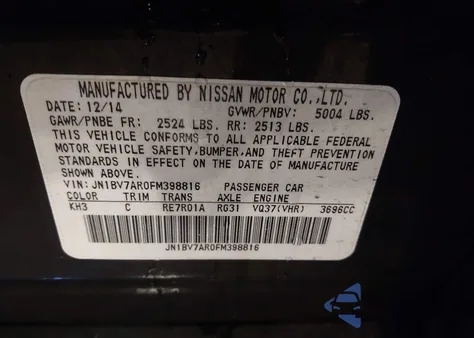 MANUFACTURED BY NISSAN MOTOR CO.,LTD.
DATE: 12/14 GVWR/PNBV: 5004 LBS.
GAWR/PNBE FR: 2524 LBS. RR: 2513 LBS.
THIS VEHICLE CONFORMS TO ALL APPLICABLE FEDERAL
MOTOR VEHICLE SAFETY, BUMPER, AND THEFT PREVENTION
STANDARDS IN EFFECT ON THE DATE OF MANUFACTURE
SHOWN ABOVE.
VIN: JN1BV7AR0FM398816 PASSENGER CAR
COLOR TRIM TRANS AXLE ENGINE
KH3 C RE7R01A RG31 VQ37(VHR) 3696CC
JN1BV7AR0FM398816